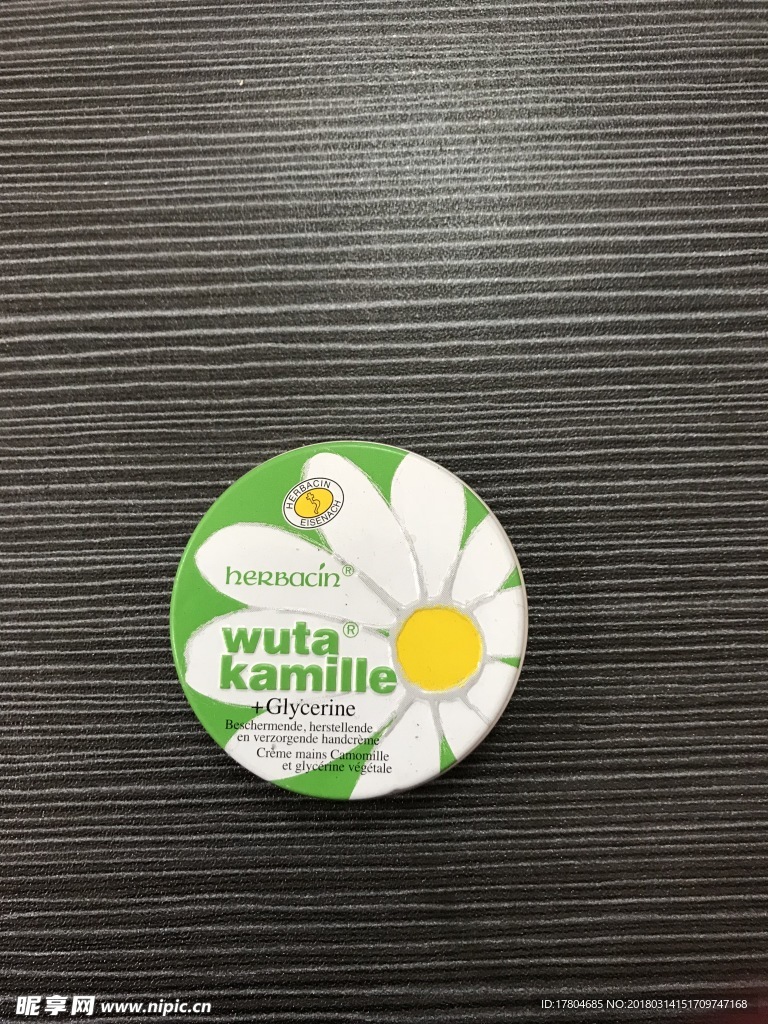 HERBACIN
EISENACH
herbacin®
wuta®
kamille
+Glycerine
Beschermende, herstellende
en verzorgende handcrème
Crème mains Camomille
et glycérine végétale
昵享网 www.nipic.cn
ID:17804685 NO:20180314151709747168